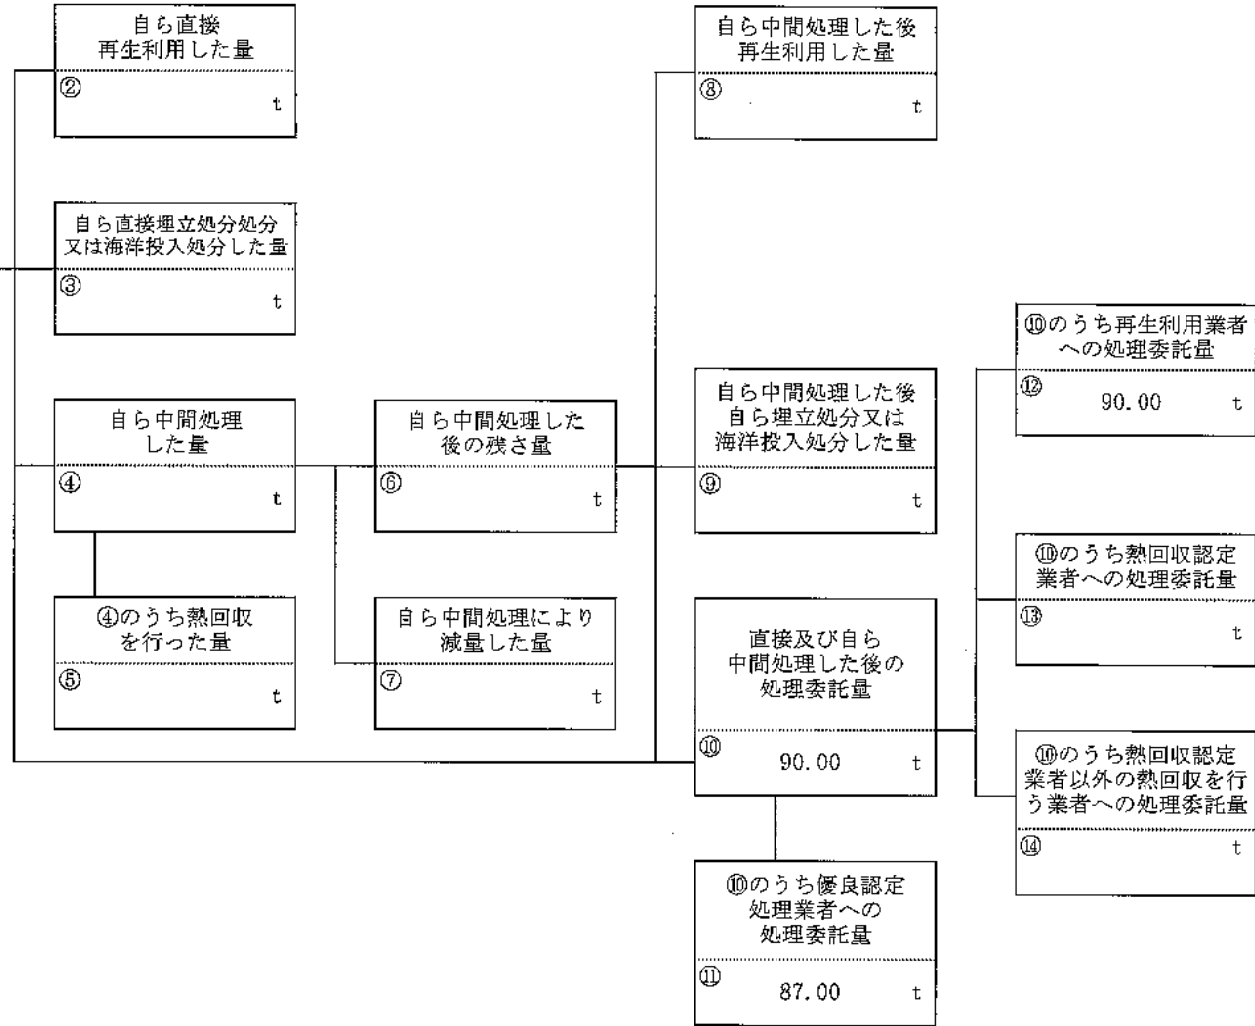 自ら直接
再生利用した量
②
t
自ら中間処理した後
再生利用した量
⑧
t
自ら直接埋立処分処分
又は海洋投入処分した量
③
t
⑩のうち再生利用業者
への処理委託量
⑫
90.00 t
自ら中間処理
した量
④
t
自ら中間処理した
後の残さ量
⑥
t
自ら中間処理した後
自ら埋立処分又は
海洋投入処分した量
⑨
t
⑩のうち熱回収認定
業者への処理委託量
⑬
t
④のうち熱回収
を行った量
⑤
t
自ら中間処理により
減量した量
⑦
t
直接及び自ら
中間処理した後の
処理委託量
⑩
90.00 t
⑩のうち熱回収認定
業者以外の熱回収を行
う業者への処理委託量
⑭ t
⑩のうち優良認定
処理業者への
処理委託量
⑪
87.00 t